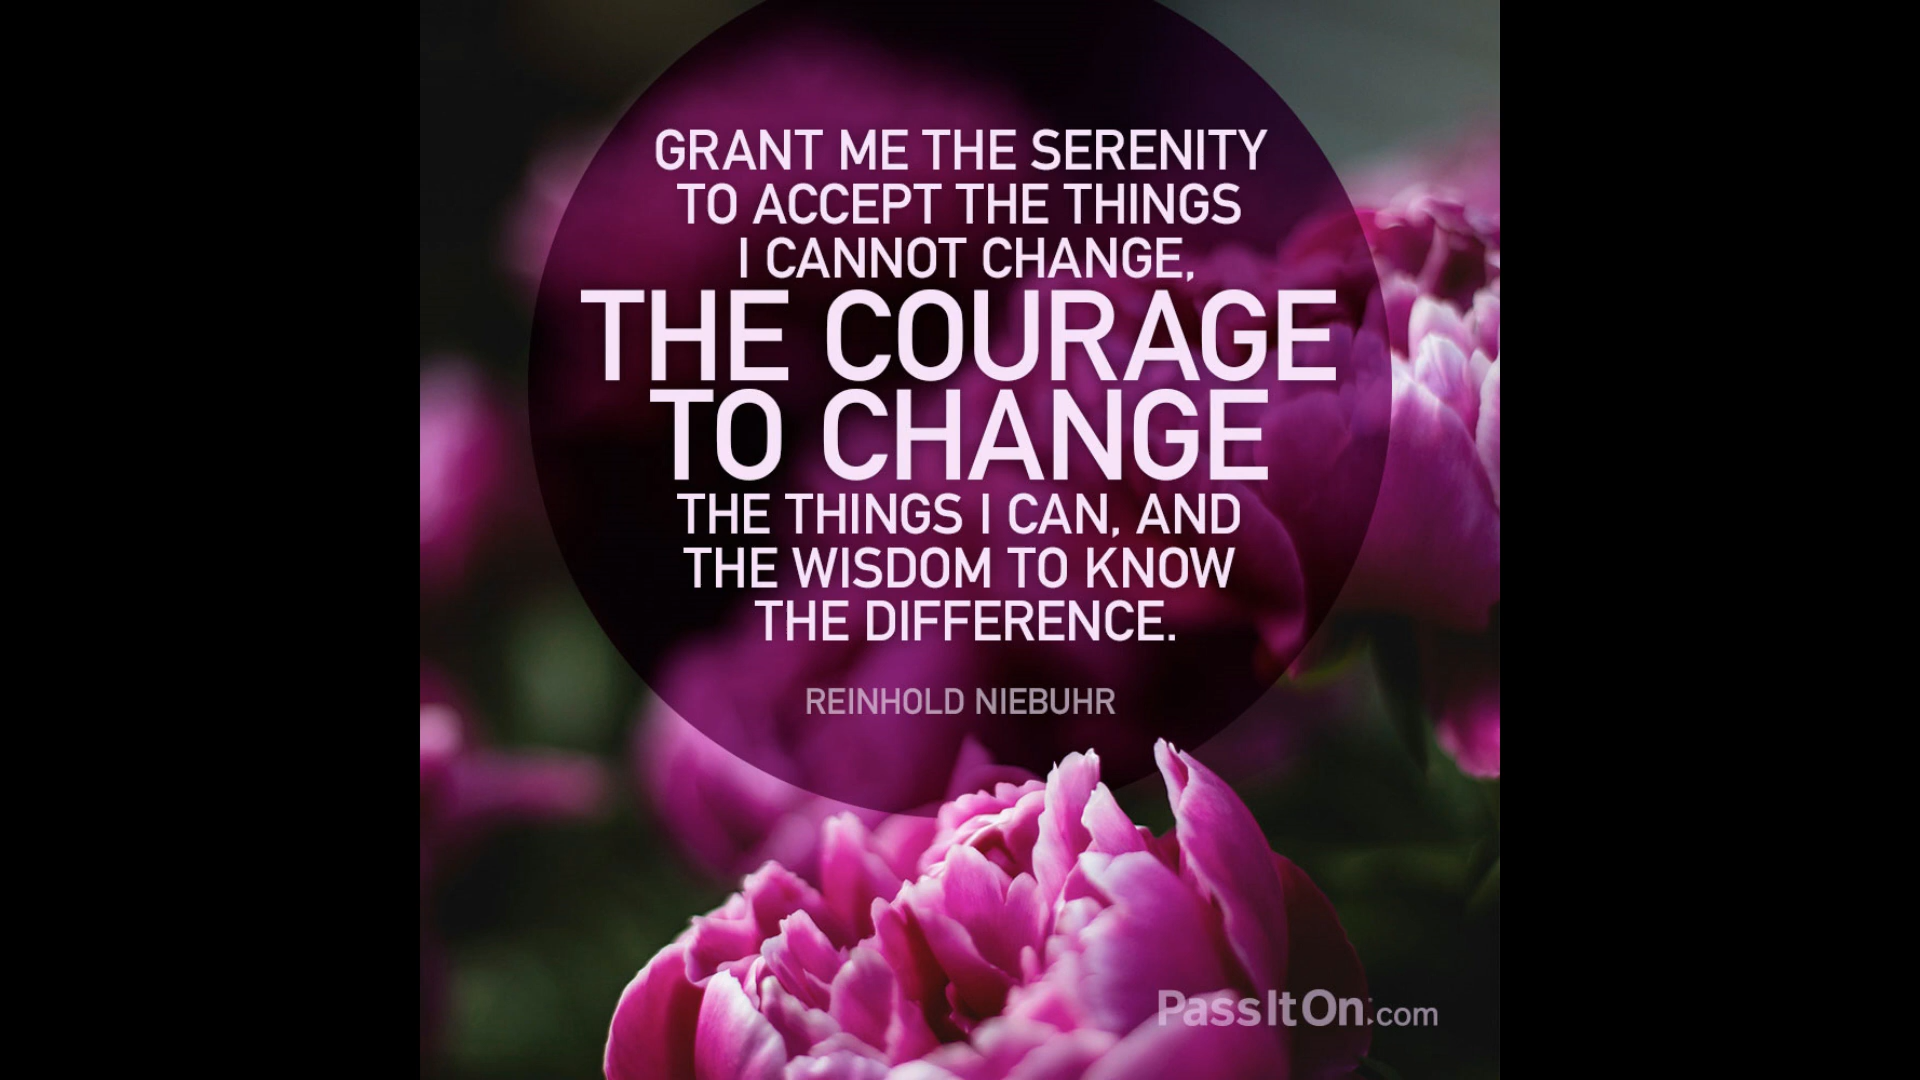 GRANT ME THE SERENITY
TO ACCEPT THE THINGS
I CANNOT CHANGE,
THE COURAGE
TO CHANGE
THE THINGS I CAN, AND
THE WISDOM TO KNOW
THE DIFFERENCE.
REINHOLD NIEBUHR
PassItOn.com